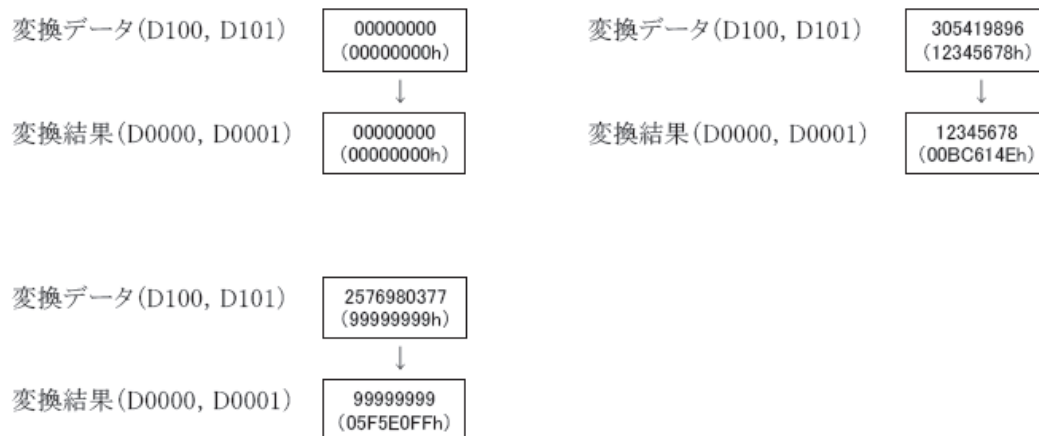 変換データ(D100, D101)
00000000
(00000000h)
↓
変換結果(D0000, D0001)
00000000
(00000000h)
変換データ(D100, D101)
305419896
(12345678h)
↓
変換結果(D0000, D0001)
12345678
(00BC614Eh)
変換データ(D100, D101)
2576980377
(99999999h)
↓
変換結果(D0000, D0001)
99999999
(05F5E0FFh)